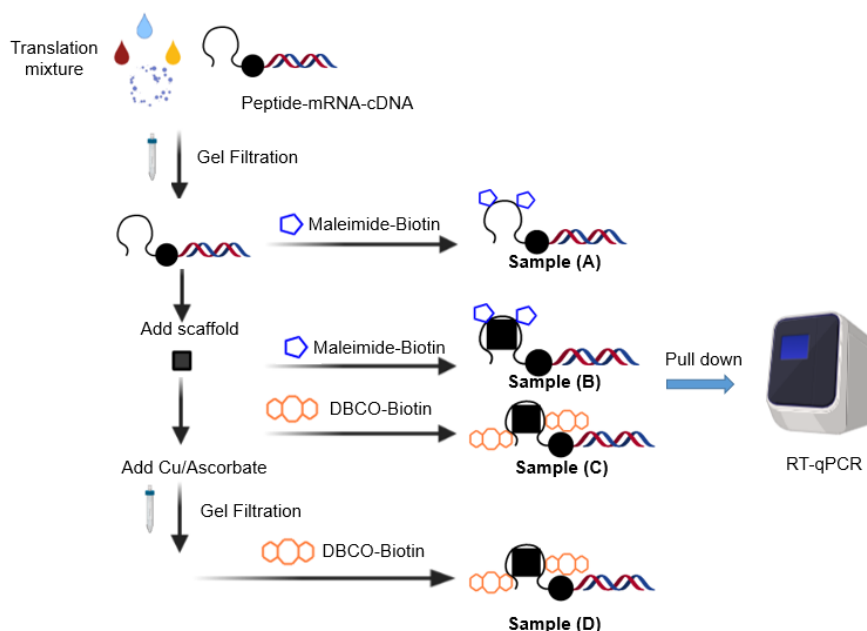 Translation
mixture
Peptide-mRNA-cDNA
Gel Filtration
Maleimide-Biotin
Sample (A)
Add scaffold
Maleimide-Biotin
Sample (B)
Pull down
DBCO-Biotin
Sample (C)
RT-qPCR
Add Cu/Ascorbate
Gel Filtration
DBCO-Biotin
Sample (D)